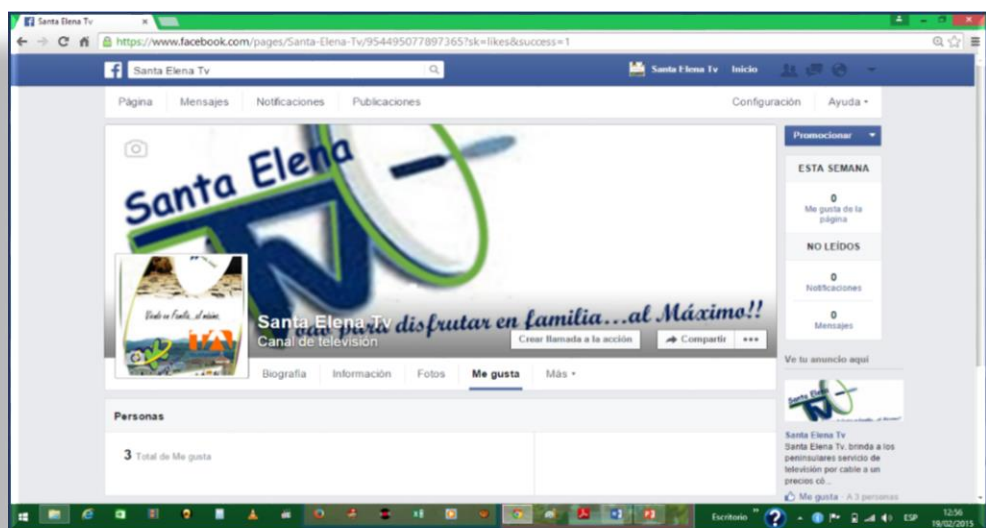 Santa Elena Tv
https://www.facebook.com/pages/Santa-Elena-Tv/954495077897365?sk=likes&success=1
Santa Elena Tv
Santa Elena Tv Inicio
Página Mensajes Notificaciones Publicaciones Configuración Ayuda
Promocionar
Santa Elena
Tv
ESTA SEMANA
0
Me gusta de la
página
NO LEÍDOS
0
Notificaciones
0
Mensajes
disfrutar en familia...al Máximo!!
Santa Elena Tv
Canal de televisión
Crear llamada a la acción Compartir
Biografía Información Fotos Me gusta Más
Ve tu anuncio aquí
Personas
3 Total de Me gusta
Santa Elena
TV
Santa Elena Tv
Santa Elena Tv. brinda a los
peninsulares servicio de
televisión por cable a un
precios có...
Me gusta · A 3 personas
Escritorio ESP 12:56
19/02/2015